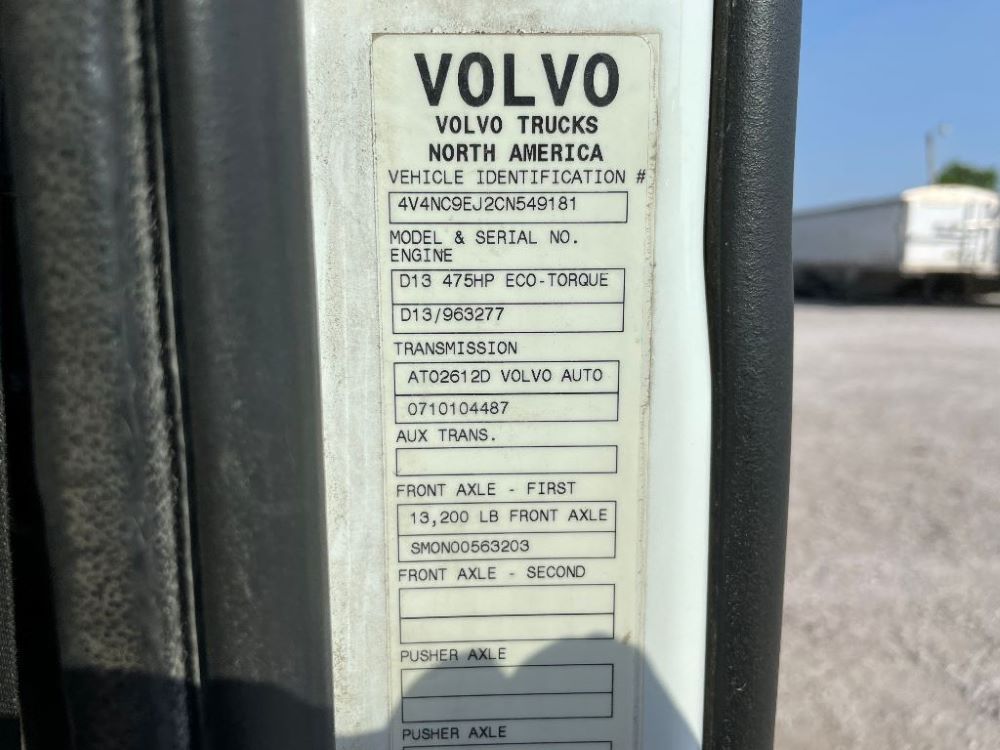 VOLVO
VOLVO TRUCKS
NORTH AMERICA
VEHICLE IDENTIFICATION #
4V4NC9EJ2CN549181
MODEL & SERIAL NO.
ENGINE
D13 475HP ECO-TORQUE
D13/963277
TRANSMISSION
ATO2612D VOLVO AUTO
0710104487
AUX TRANS.
FRONT AXLE - FIRST
13,200 LB FRONT AXLE
SMON00563203
FRONT AXLE - SECOND
PUSHER AXLE
PUSHER AXLE